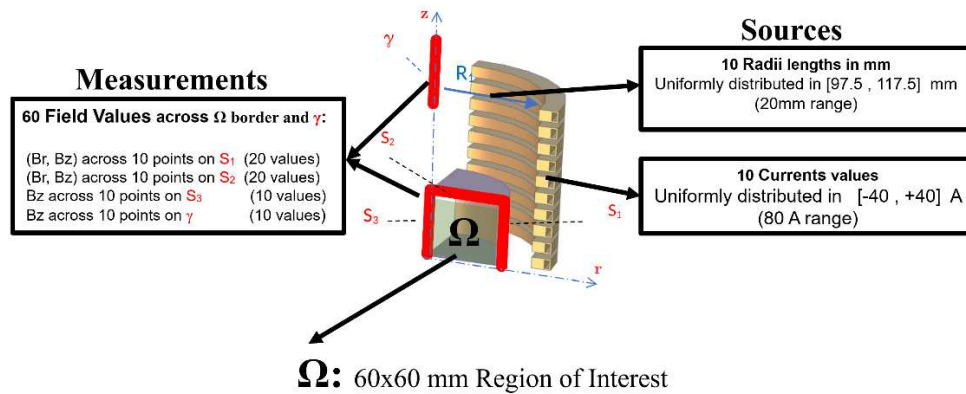 Measurements
60 Field Values across Ω border and γ:
(Br, Bz) across 10 points on S₁ (20 values)
(Br, Bz) across 10 points on S₂ (20 values)
Bz across 10 points on S₃ (10 values)
Bz across 10 points on γ (10 values)
z
γ
R₁
S₂
S₃
S₁
Ω
r
Sources
10 Radii lengths in mm
Uniformly distributed in [97.5 , 117.5] mm
(20mm range)
10 Currents values
Uniformly distributed in [-40 , +40] A
(80 A range)
Ω: 60x60 mm Region of Interest